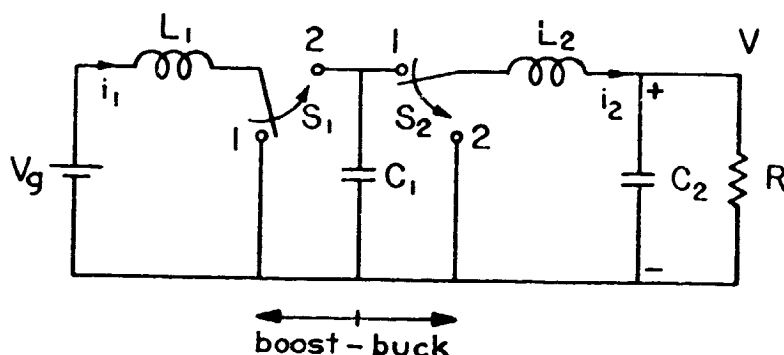 L₁ 2 1 L₂ V
i₁ S₁ S₂ i₂ +
1 2
Vg C₁ C₂ R
-
boost-buck